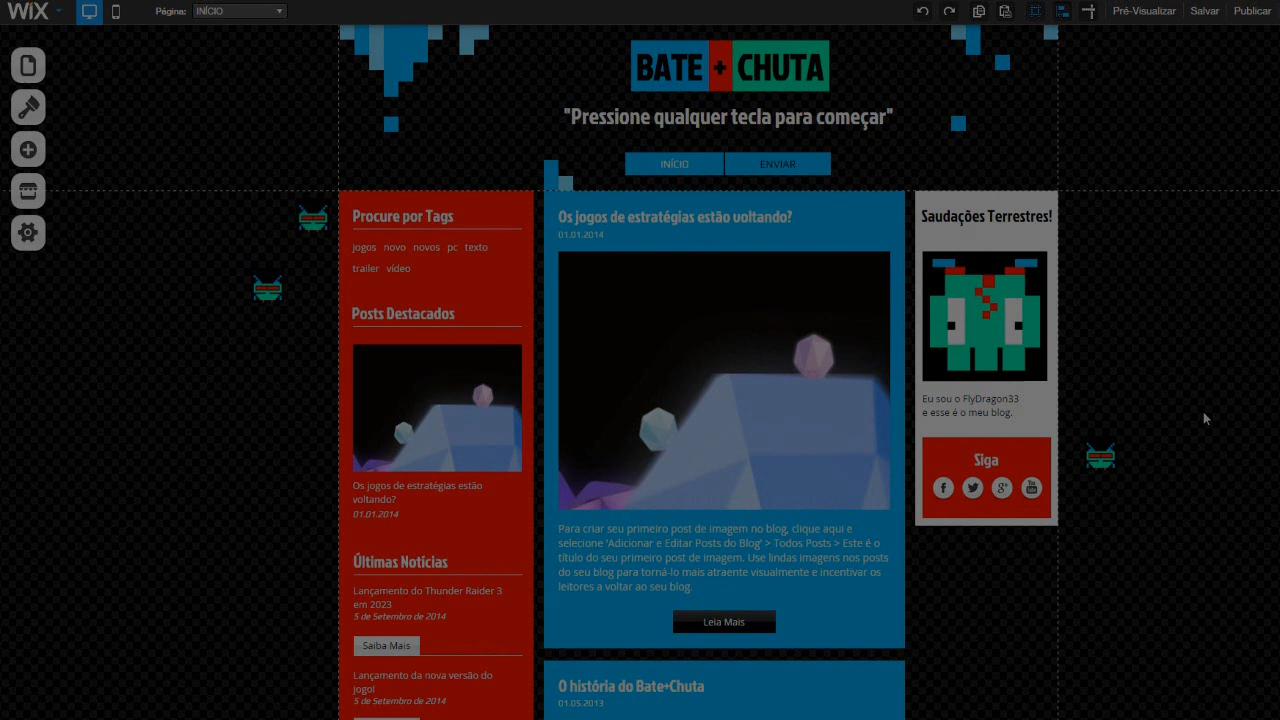 WIX
Página:
INÍCIO
Pré-Visualizar
Salvar
Publicar
BATE + CHUTA
"Pressione qualquer tecla para começar"
INÍCIO
ENVIAR
Procure por Tags
jogos novo novos pc texto
trailer vídeo
Posts Destacados
Os jogos de estratégias estão
voltando?
01.01.2014
Últimas Notícias
Lançamento do Thunder Raider 3
em 2023
5 de Setembro de 2014
Saiba Mais
Lançamento da nova versão do
jogo!
5 de Setembro de 2014
Os jogos de estratégias estão voltando?
01.01.2014
Para criar seu primeiro post de imagem no blog, clique aqui e
selecione 'Adicionar e Editar Posts do Blog' > Todos Posts > Este é o
título do seu primeiro post de imagem. Use lindas imagens nos posts
do seu blog para torná-lo mais atraente visualmente e incentivar os
leitores a voltar ao seu blog.
Leia Mais
O história do Bate+Chuta
01.05.2013
Saudações Terrestres!
Eu sou o FlyDragon33
e esse é o meu blog.
Siga
f
g+
You
Tube